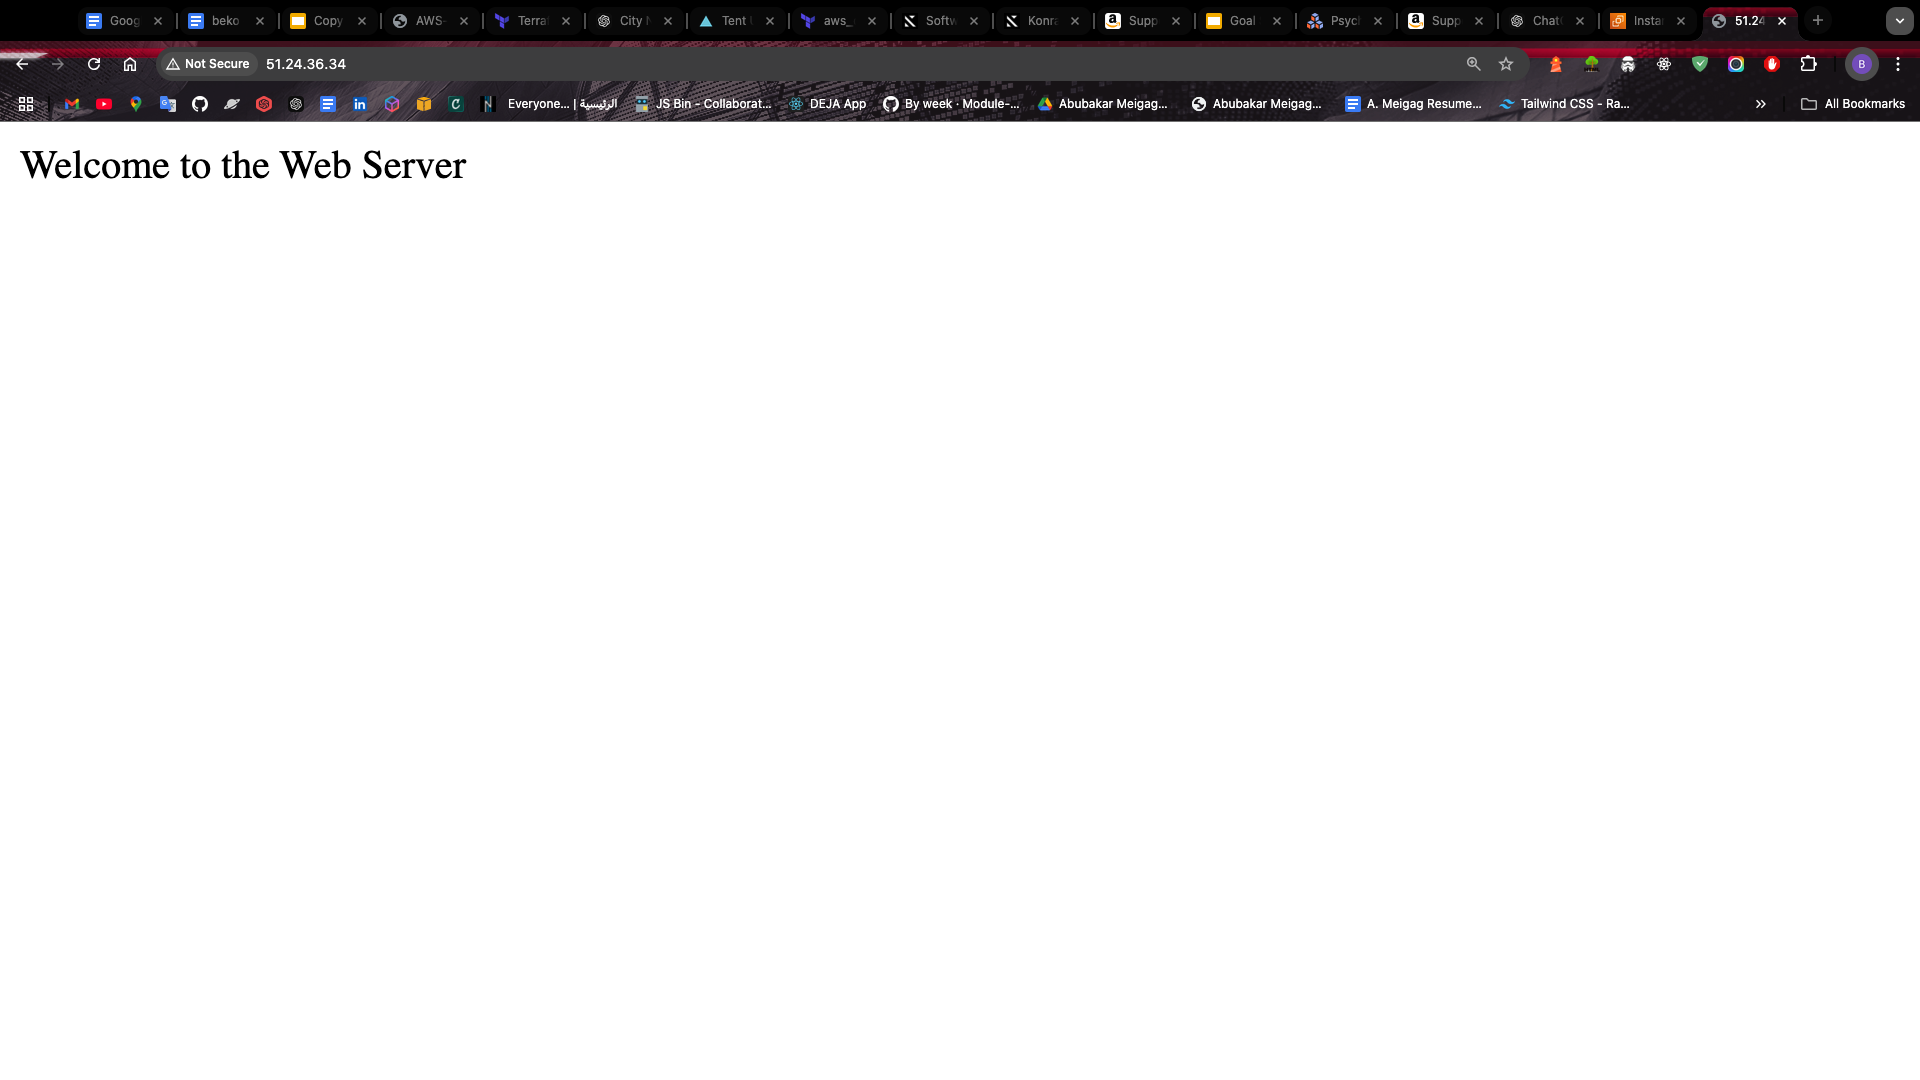 Goog
beko
Copy
AWS-
Terra
City N
Tent U
aws_
Softw
Konra
Supp
Goal
Psych
Supp
Chat
Instan
51.24
Not Secure 51.24.36.34
B
Everyone... | الرئيسية
JS Bin - Collaborat...
DEJA App
By week · Module-...
Abubakar Meigag...
Abubakar Meigag...
A. Meigag Resume...
Tailwind CSS - Ra...
All Bookmarks
Welcome to the Web Server